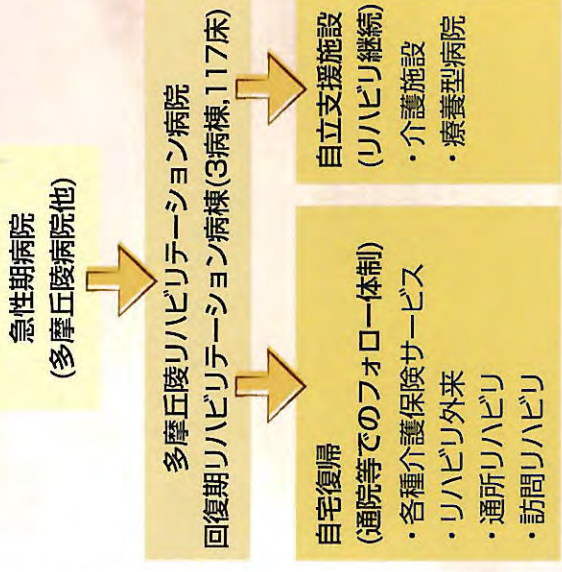 急性期病院
(多摩丘陵病院他)
多摩丘陵リハビリテーション病院
回復期リハビリテーション病棟(3病棟,117床)
自宅復帰
(通院等でのフォロー体制)
・各種介護保険サービス
・リハビリ外来
・通所リハビリ
・訪問リハビリ
自立支援施設
(リハビリ継続)
・介護施設
・療養型病院